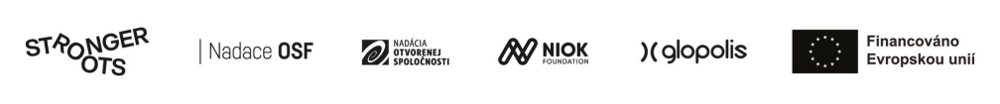 STRONGER
ROOTS
Nadace OSF
NADÁCIA
OTVORENEJ
SPOLOČNOSTI
NIOK
FOUNDATION
glopolis
Financováno
Evropskou unií